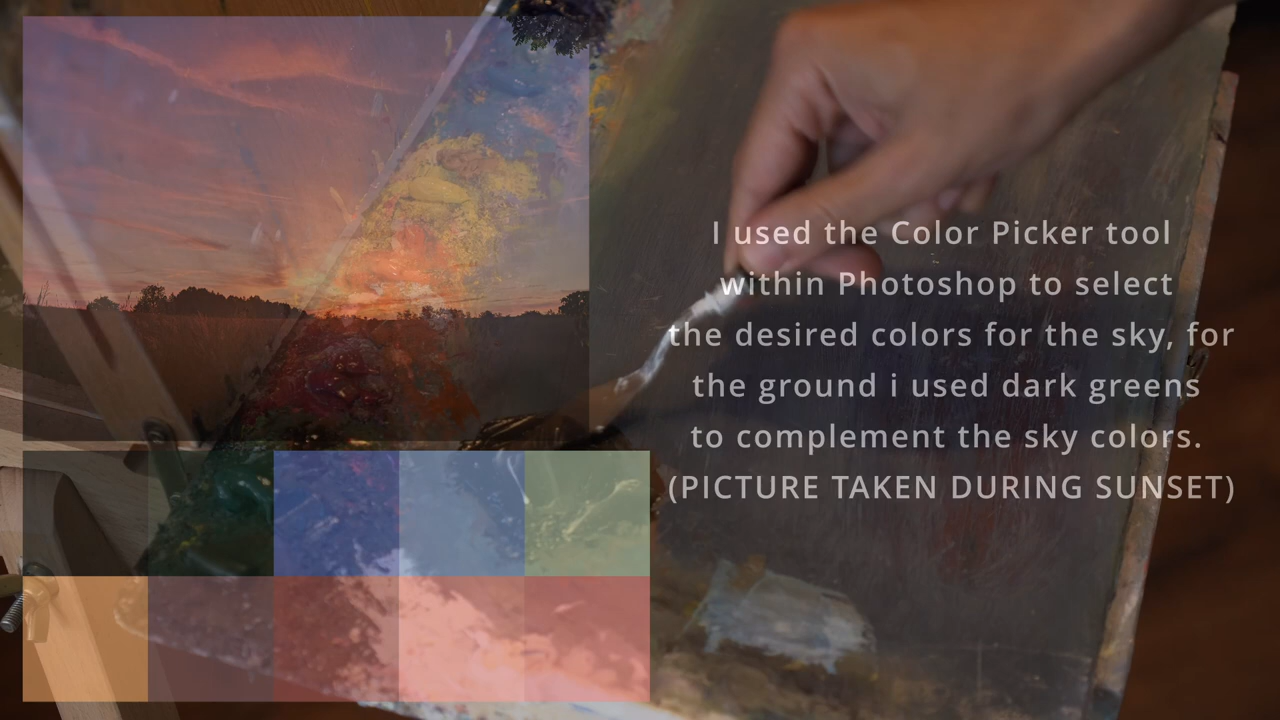 I used the Color Picker tool
within Photoshop to select
the desired colors for the sky, for
the ground i used dark greens
to complement the sky colors.
(PICTURE TAKEN DURING SUNSET)